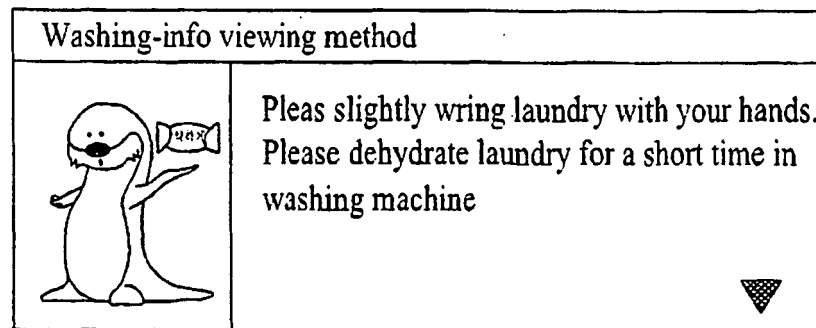 Washing-info viewing method
Pleas slightly wring laundry with your hands.
Please dehydrate laundry for a short time in
washing machine